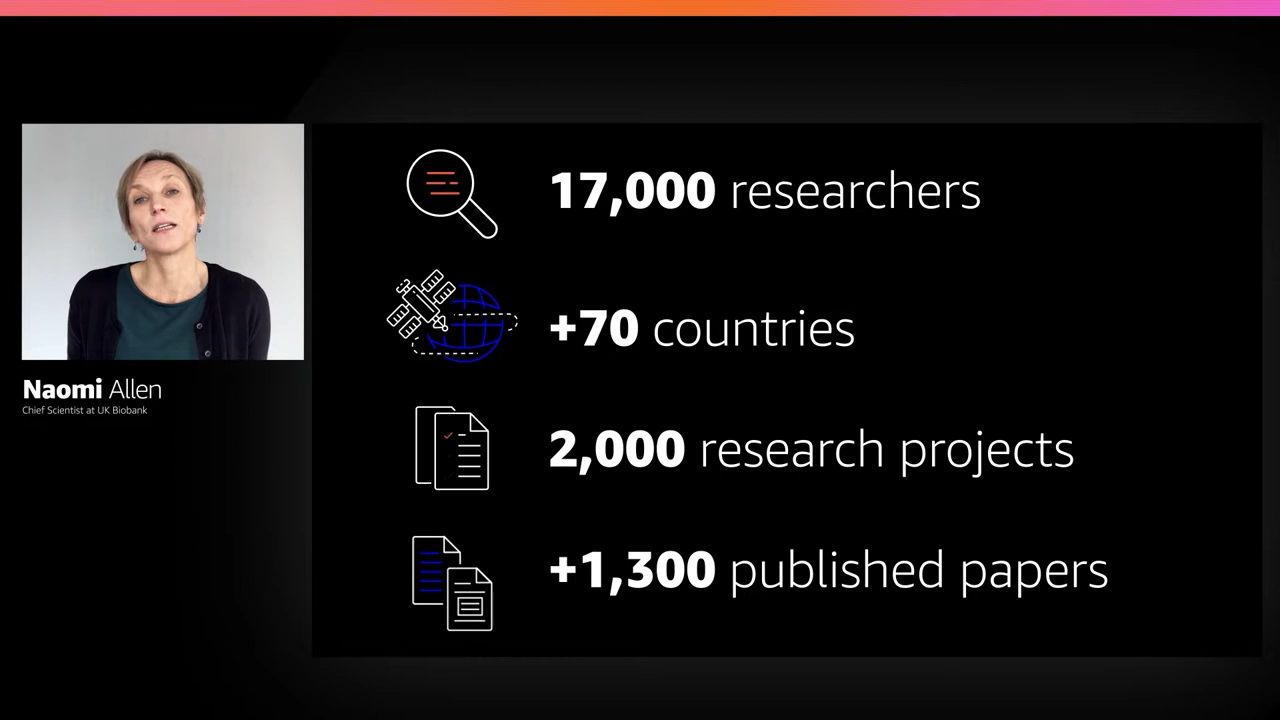 17,000 researchers
+70 countries
Naomi Allen
Chief Scientist at UK Biobank
2,000 research projects
+1,300 published papers